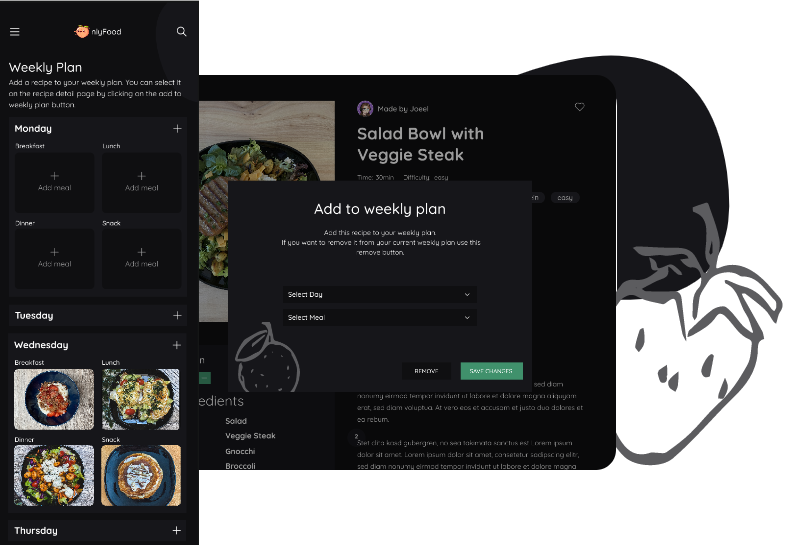 nlyFood
Weekly Plan
Add a recipe to your weekly plan. You can select it
on the recipe detail page by clicking on the add to
weekly plan button.
Monday
Breakfast
Lunch
Add meal
Add meal
Dinner
Snack
Add meal
Add meal
Tuesday
Wednesday
Breakfast
Lunch
Dinner
Snack
Thursday
Made by Joeel
Salad Bowl with
Veggie Steak
Time: 30min
Difficulty: easy
easy
Add to weekly plan
Add this recipe to your weekly plan.
If you want to remove it from your current weekly plan use this
remove button.
Select Day
Select Meal
REMOVE
SAVE CHANGES
edients
Salad
Veggie Steak
Gnocchi
Broccoli
sed diam
nonumy eirmod tempor invidunt ut labore et dolore magna aliquyam
erat, sed diam voluptua. At vero eos et accusam et justo duo dolores et
ea rebum.
2
Stet clita kasd gubergren, no sea takimata sanctus est Lorem ipsum
dolor sit amet. Lorem ipsum dolor sit amet, consetetur sadipscing elitr,
sed diam nonumy eirmod tempor invidunt ut labore et dolore magna